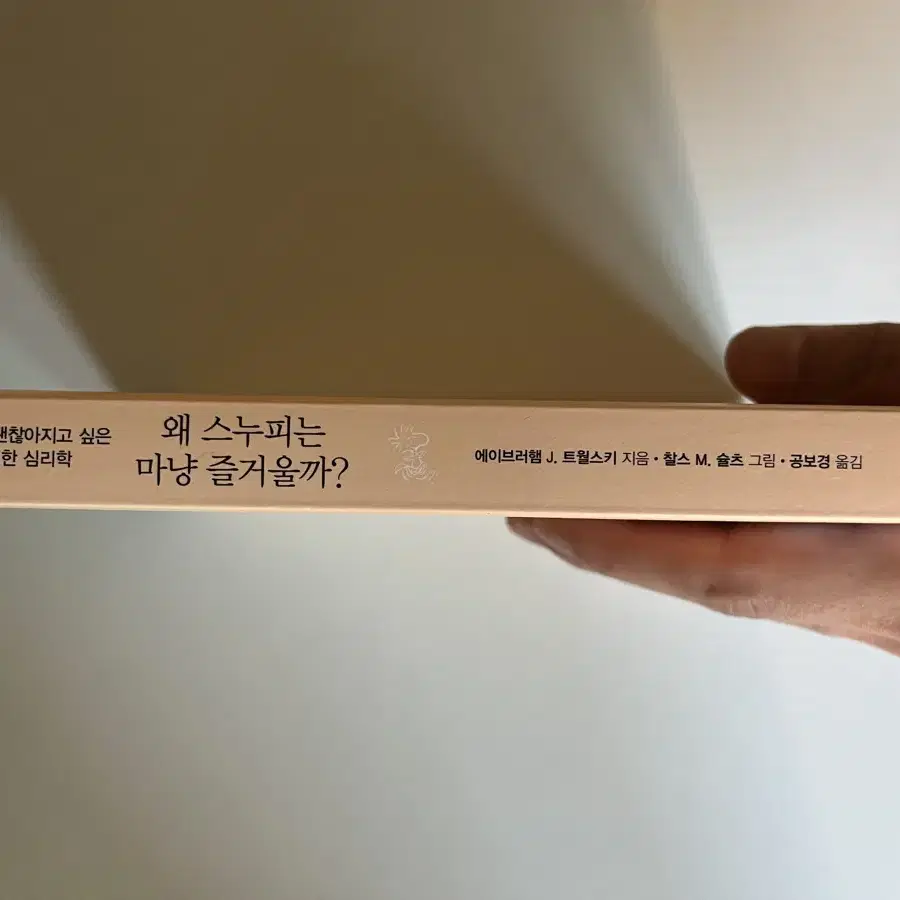 괜찮아지고 싶은
한 심리학
왜 스누피는
마냥 즐거울까?
에이브러햄 J. 트월스키 지음 • 찰스 M. 슐츠 그림 • 공보경 옮김